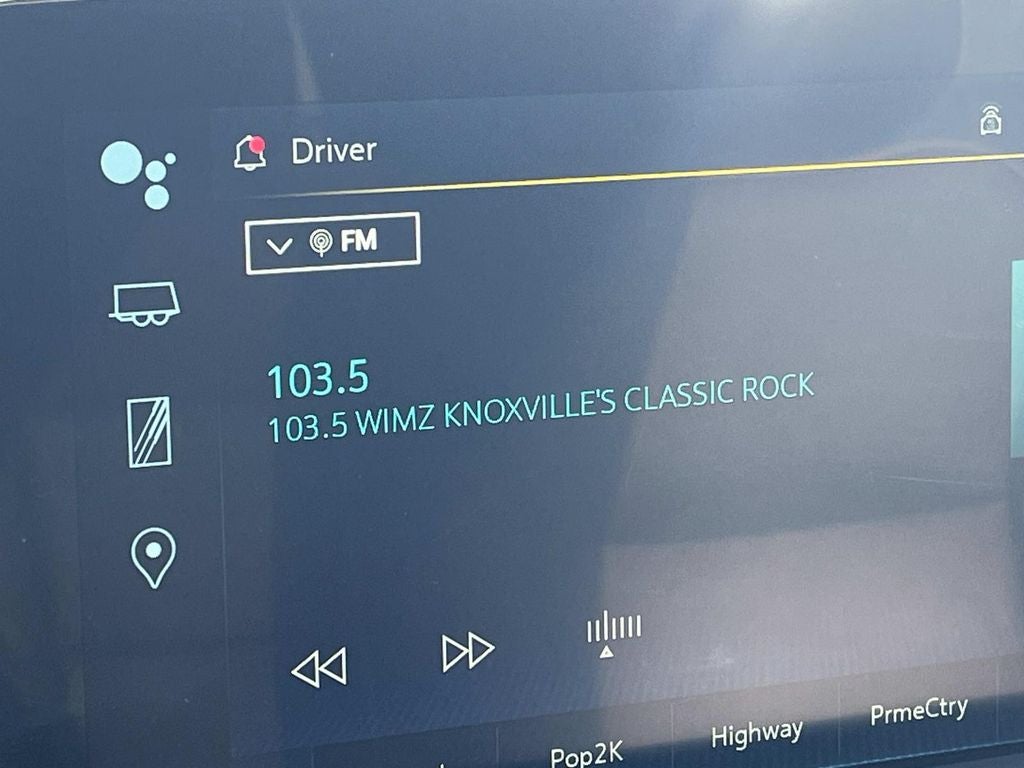 Driver
FM
103.5
103.5 WIMZ KNOXVILLE'S CLASSIC ROCK
Pop2K
Highway
PrmeCtry